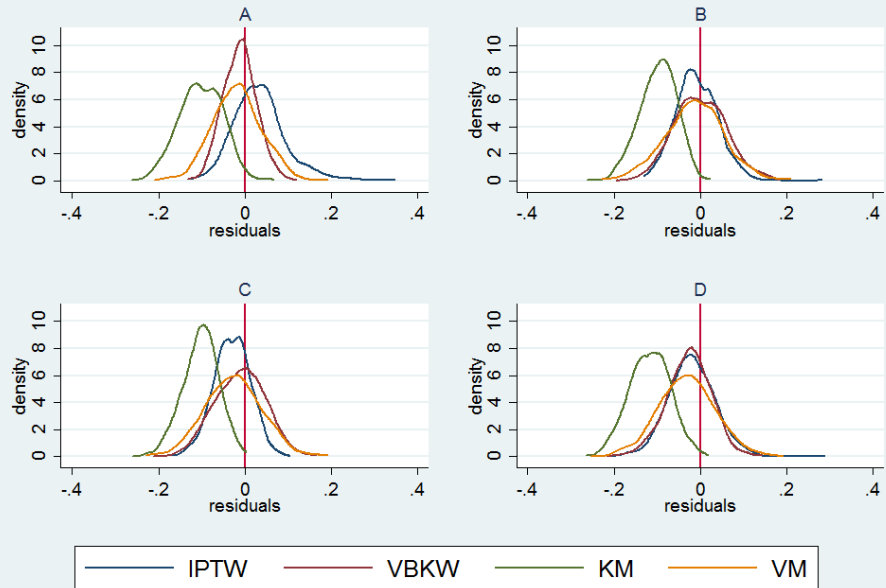 A
density
0 2 4 6 8 10
-.4 -.2 0 .2 .4
residuals
B
density
0 2 4 6 8 10
-.4 -.2 0 .2 .4
residuals
C
density
0 2 4 6 8 10
-.4 -.2 0 .2 .4
residuals
D
density
0 2 4 6 8 10
-.4 -.2 0 .2 .4
residuals
IPTW VBKW KM VM